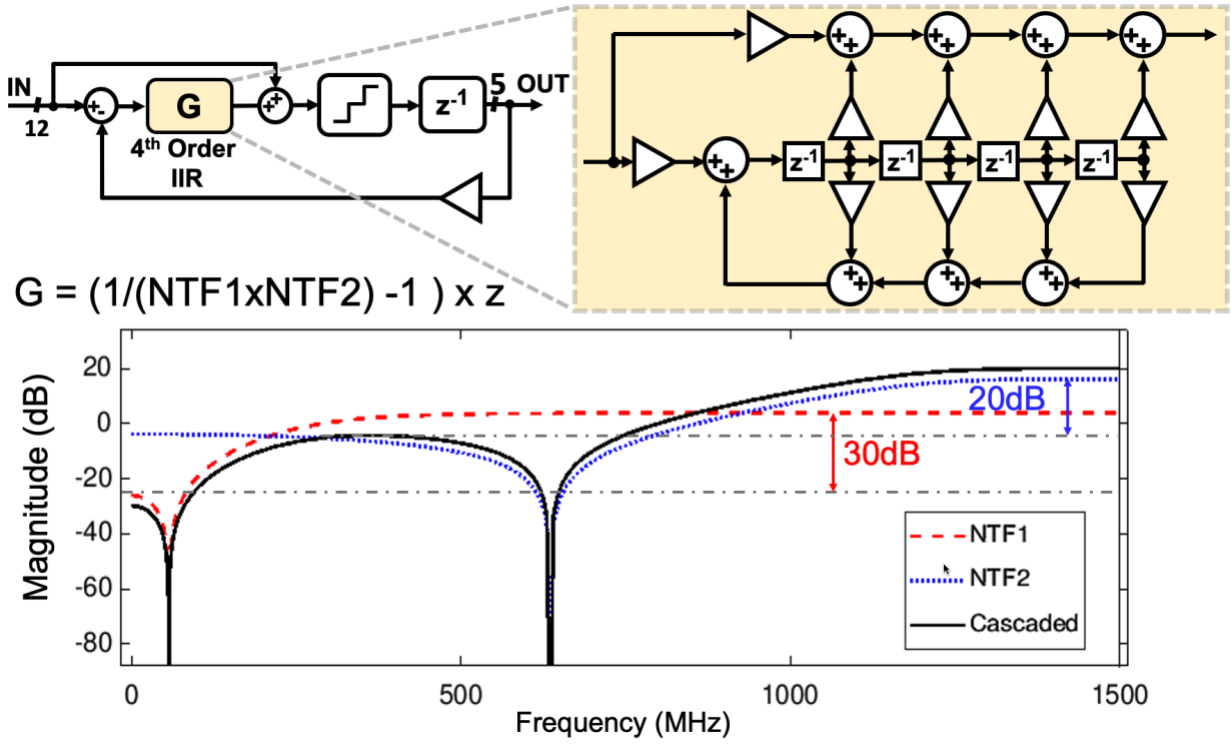 IN
12
+
-
G
4th Order
IIR
+
+
z-1
5
OUT
+
+
+
+
+
+
+
+
+
+
z-1
z-1
z-1
z-1
+
+
+
+
+
+
G = (1/(NTF1xNTF2) -1 ) x z
Magnitude (dB)
20
0
-20
-40
-60
-80
20dB
30dB
NTF1
NTF2
Cascaded
0
500
1000
1500
Frequency (MHz)